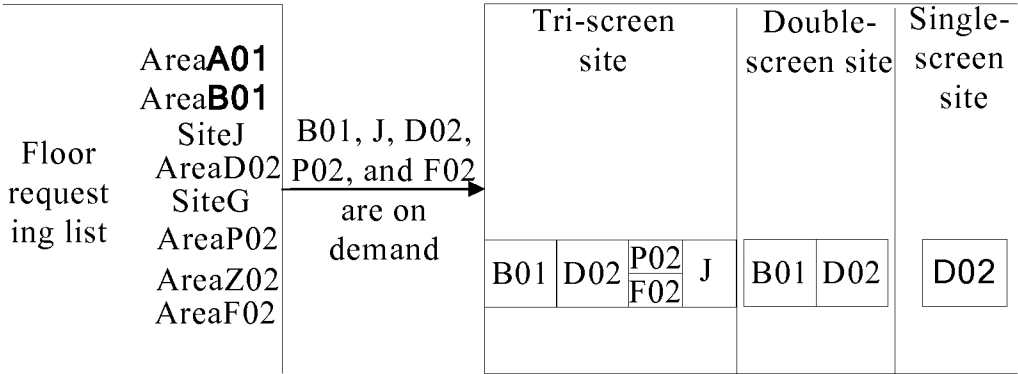 Floor
request
ing list
AreaA01
AreaB01
SiteJ
AreaD02
SiteG
AreaP02
AreaZ02
AreaF02
B01, J, D02,
P02, and F02
are on
demand
Tri-screen
site
B01 D02 P02 F02 J
Double-
screen site
B01 D02
Single-
screen
site
D02